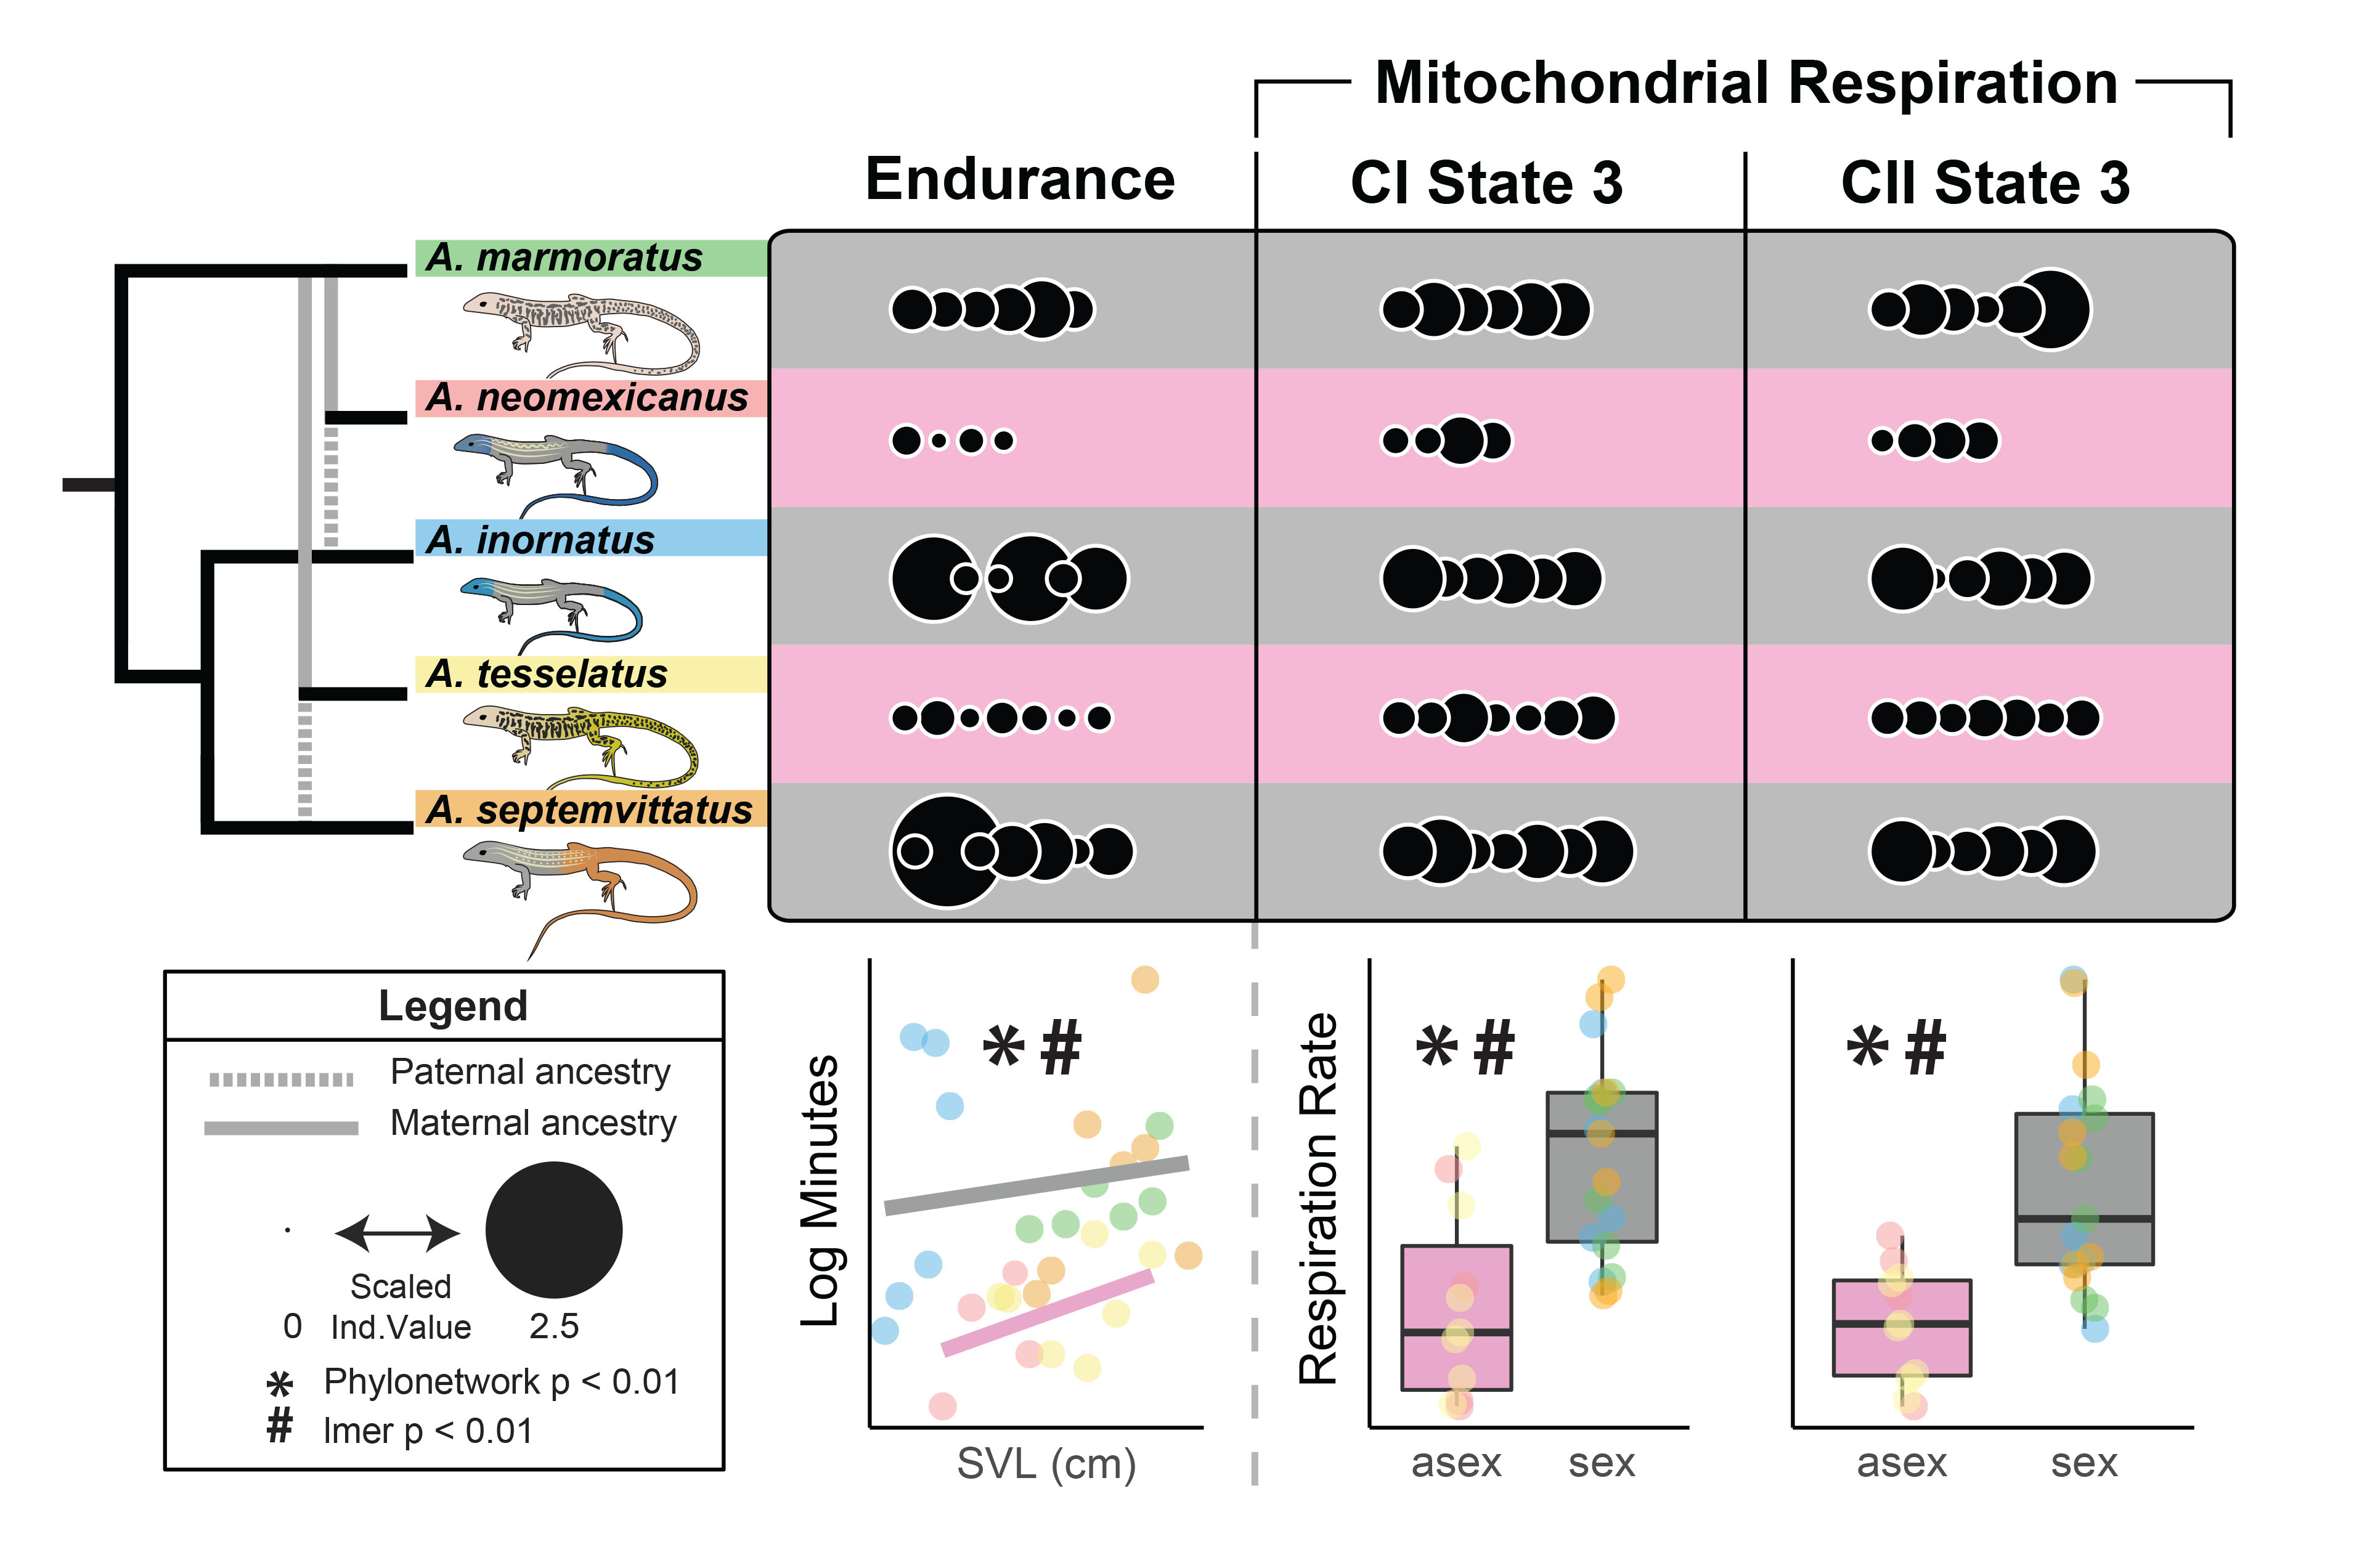 Mitochondrial Respiration
Endurance
CI State 3
CII State 3
A. marmoratus
A. neomexicanus
A. inornatus
A. tesselatus
A. septemvittatus
Legend
Paternal ancestry
Maternal ancestry
Scaled
0 Ind.Value 2.5
* Phylonetwork p < 0.01
# lmer p < 0.01
Log Minutes
* #
SVL (cm)
Respiration Rate
* #
asex sex
* #
asex sex